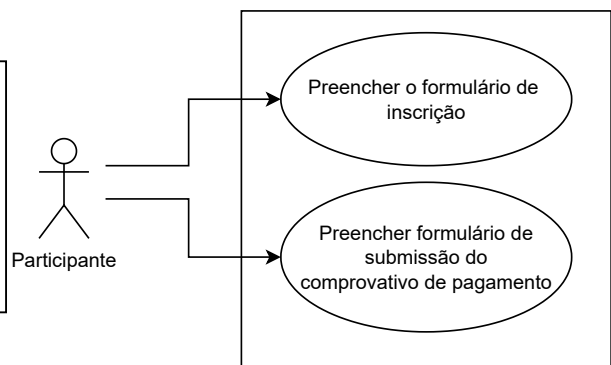 Preencher o formulário de
inscrição
Preencher formulário de
submissão do
comprovativo de pagamento
Participante